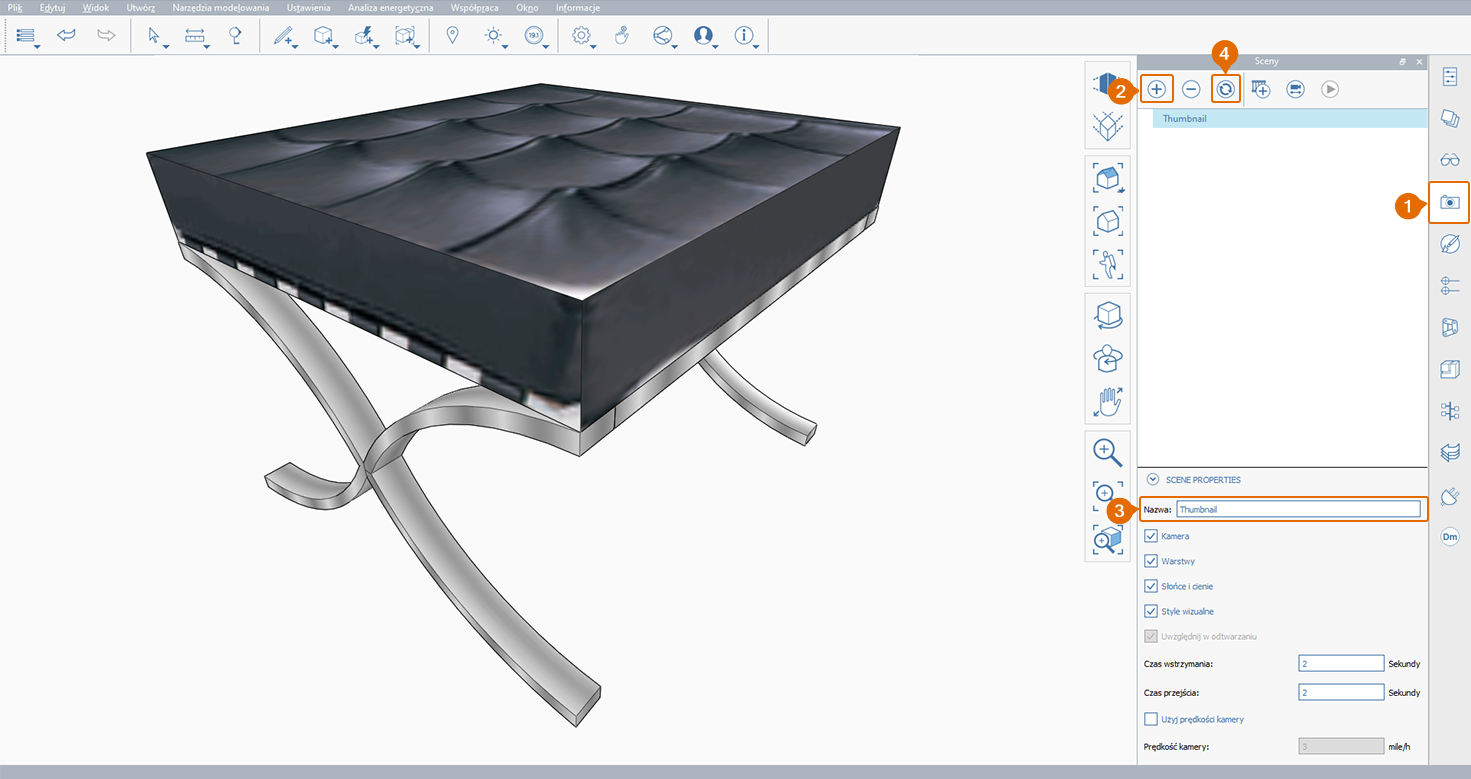 Plik Edytuj Widok Utwórz Narzędzia modelowania Ustawienia Analiza energetyczna Współpraca Okno Informacje
19.1
Sceny
4
2
Thumbnail
1
SCENE PROPERTIES
3
Nazwa: Thumbnail
Kamera
Warstwy
Słońce i cienie
Style wizualne
Uwzględnij w odtwarzaniu
Czas wstrzymania: 2 Sekundy
Czas przejścia: 2 Sekundy
Użyj prędkości kamery
Prędkość kamery: 3 mile/h
Dm